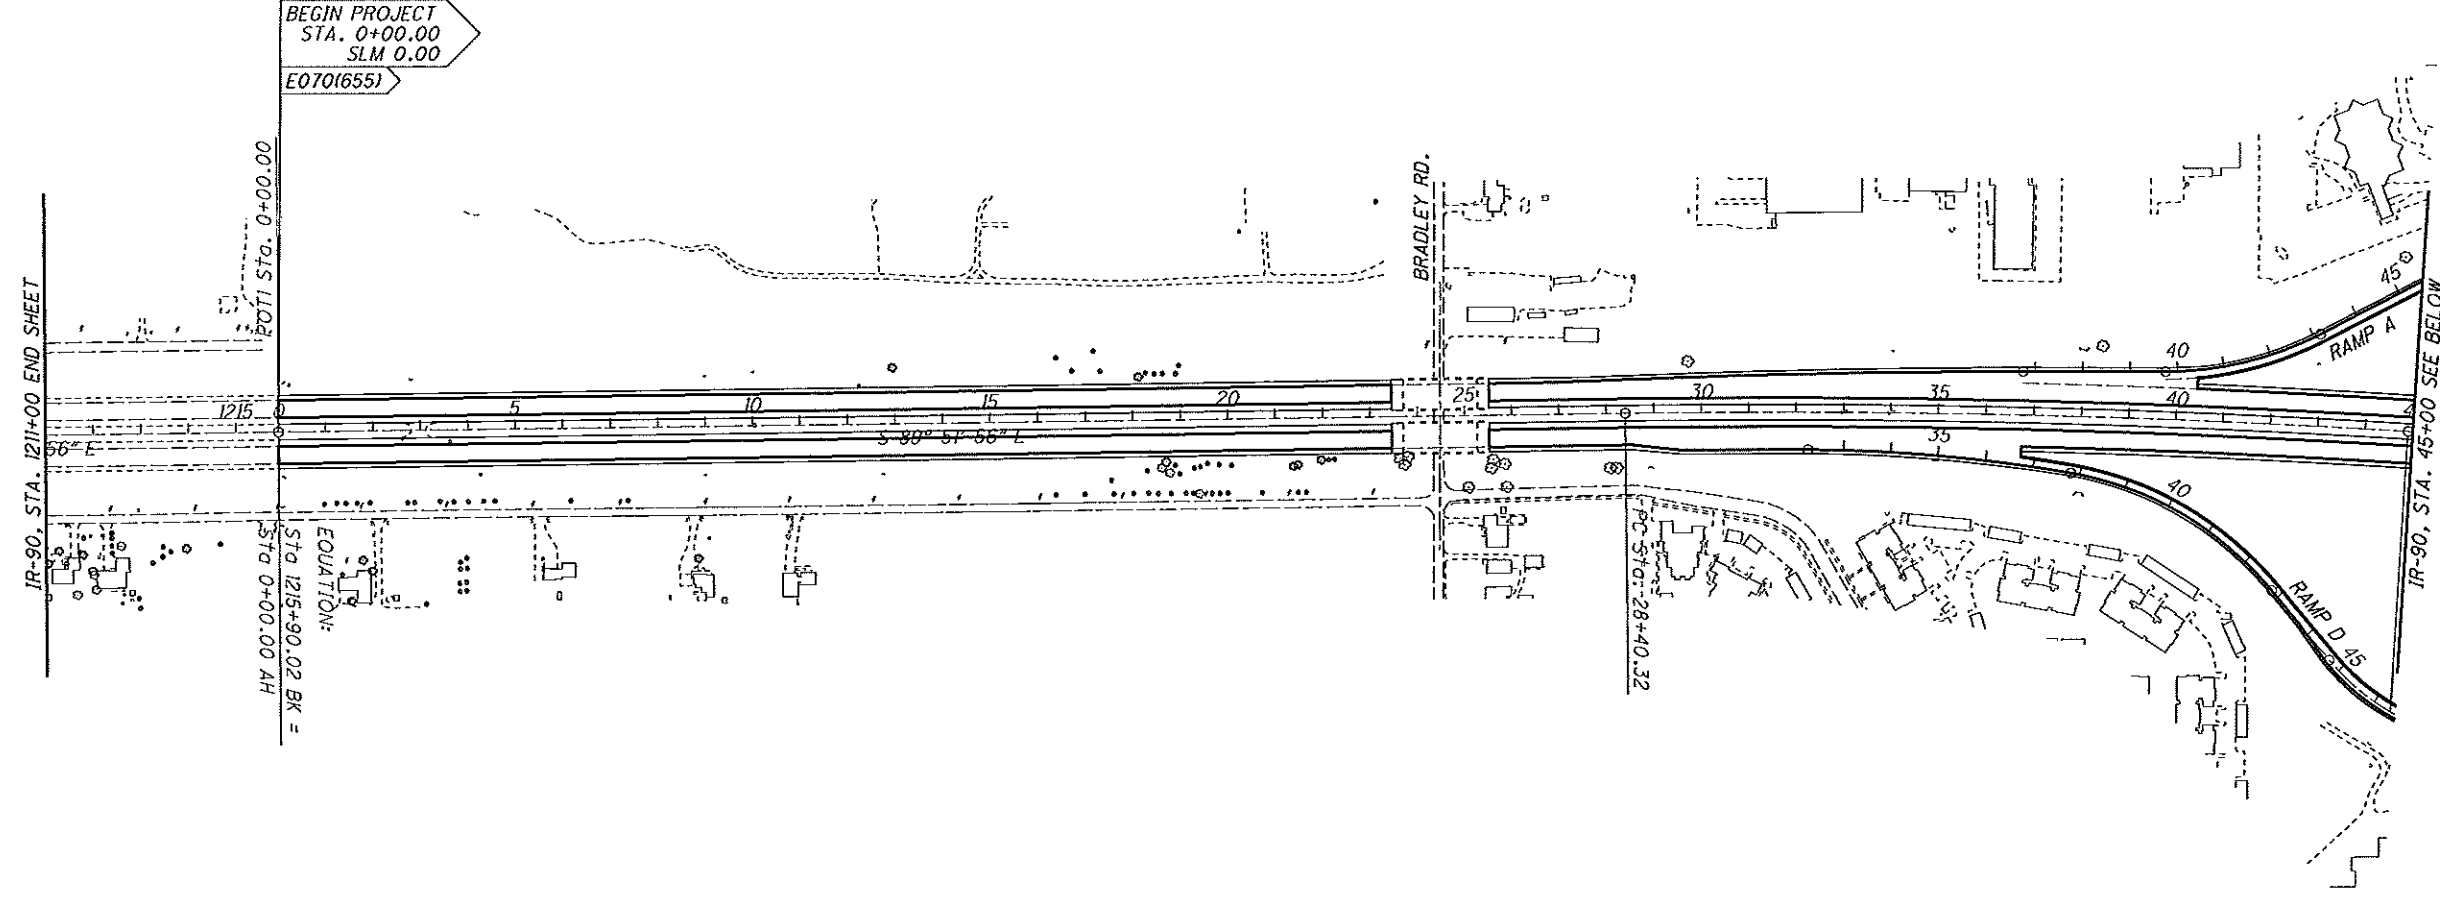 BEGIN PROJECT
STA. 0+00.00
SLM 0.00
E070(655)
POTI Sta. 0+00.00
BRADLEY RD.
IR-90, STA. 1211+00 END SHEET
1215
0
5
10
15
20
25
30
35
40
45
RAMP A
40
35
40
45
RAMP D
56" E
S 89° 51' 56" E
EQUATION:
Sta 1215+90.02 BK =
Sta 0+00.00 AH
PC Sta. 28+40.32
IR-90, STA. 45+00 SEE BELOW